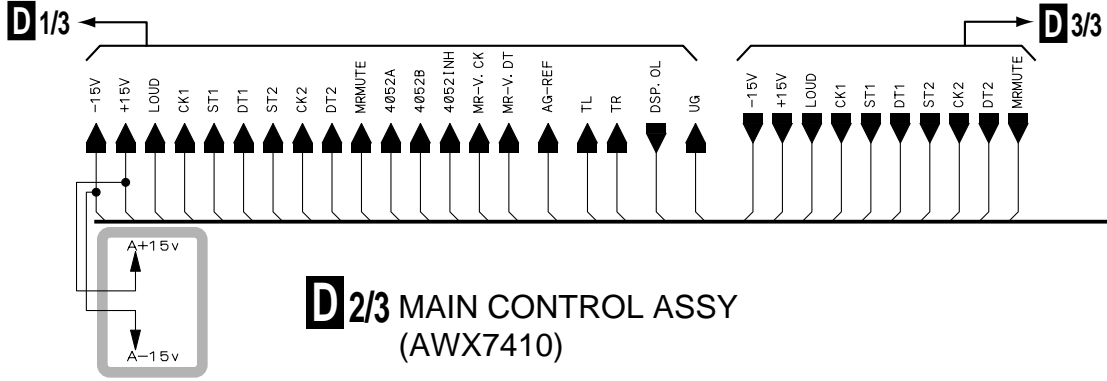 D 1/3
D 3/3
-15V
+15V
LOUD
CK1
ST1
DT1
ST2
CK2
DT2
MRMUTE
4052A
4052B
4052INH
MR-V.CK
MR-V.DT
AG-REF
TL
TR
DSP.OL
UG
-15V
+15V
LOUD
CK1
ST1
DT1
ST2
CK2
DT2
MRMUTE
A+15v
A-15v
D 2/3 MAIN CONTROL ASSY
(AWX7410)